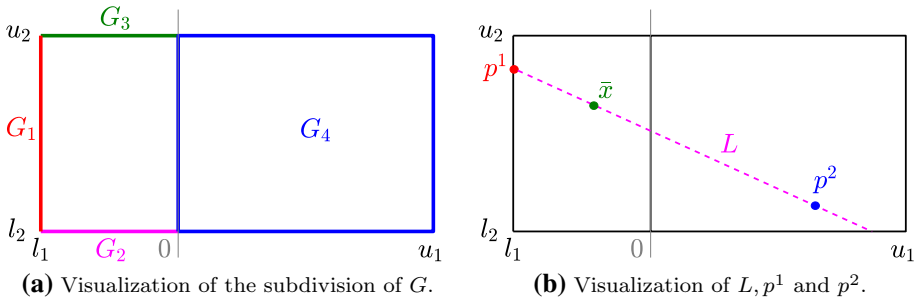 G₃
u₂
G₁
G₄
l₂
l₁
G₂
0
u₁
(a) Visualization of the subdivision of G.
u₂
p¹
x̄
L
p²
l₂
l₁
0
u₁
(b) Visualization of L, p¹ and p².